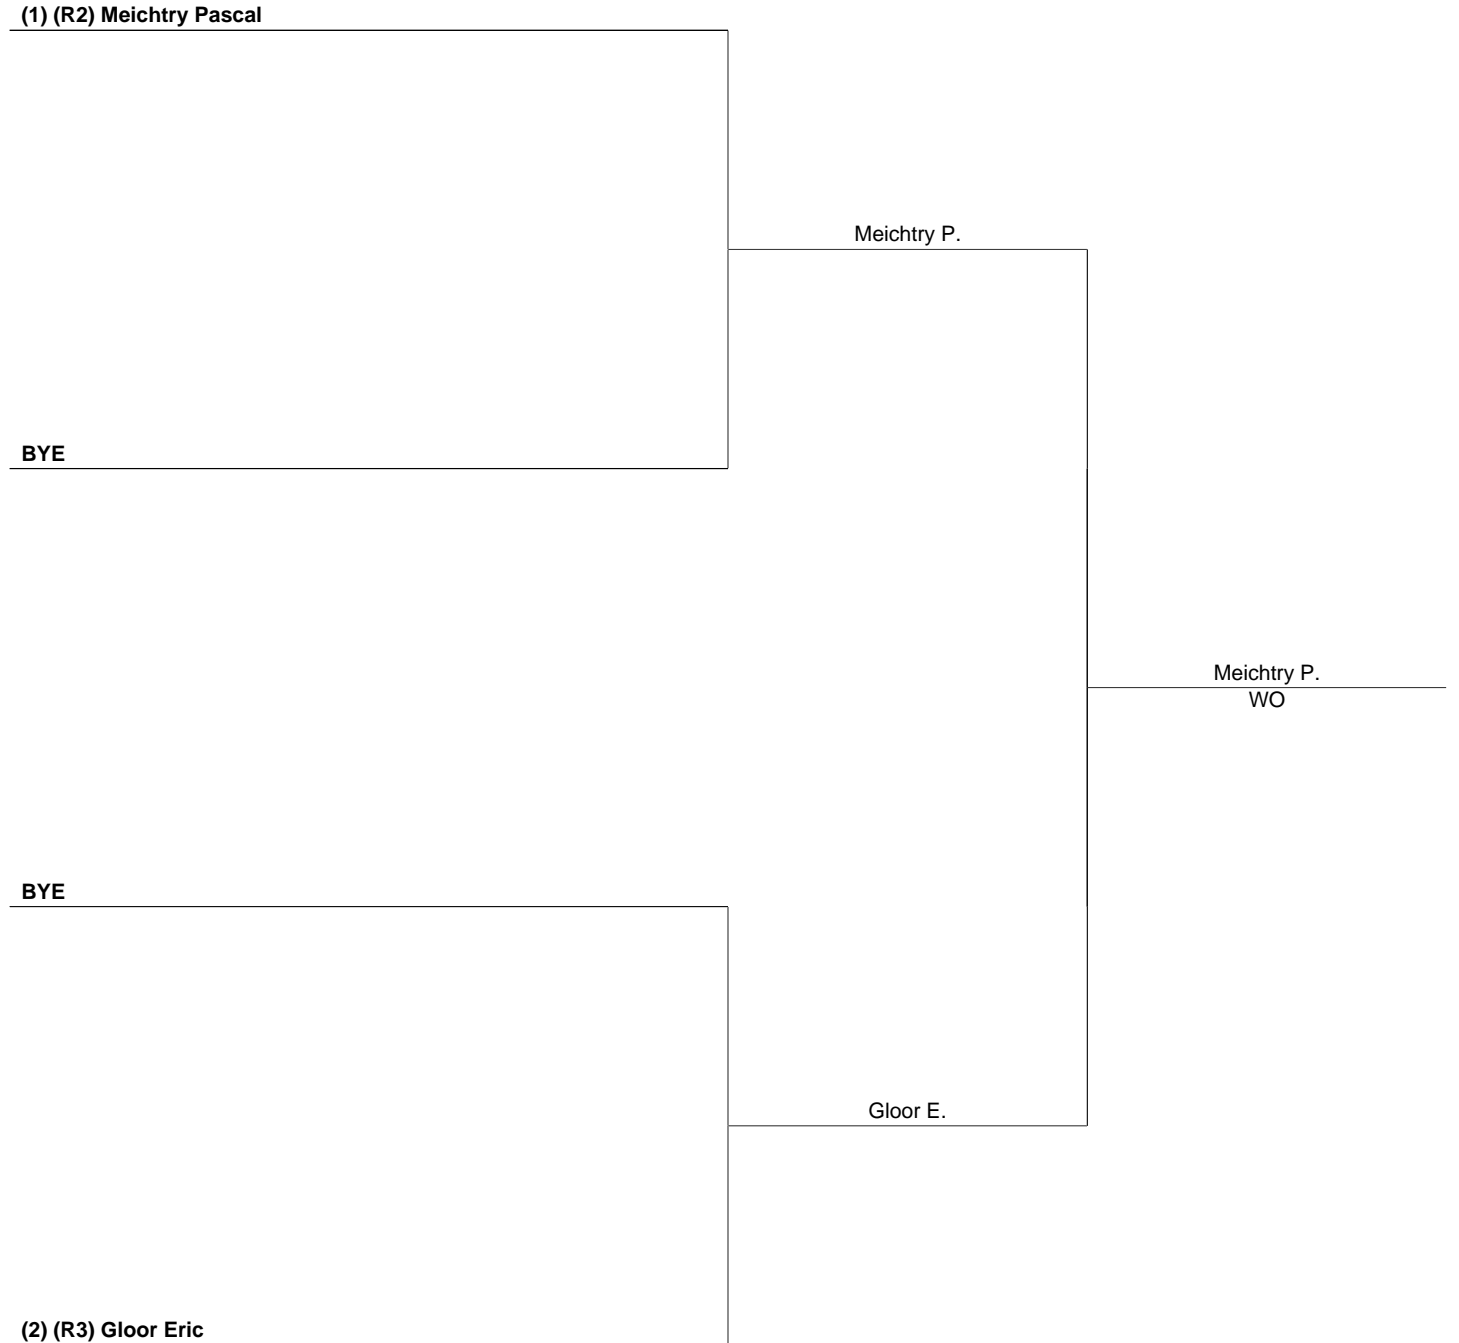 (1) (R2) Meichtry Pascal
Meichtry P.
BYE
Meichtry P.
WO
BYE
Gloor E.
(2) (R3) Gloor Eric